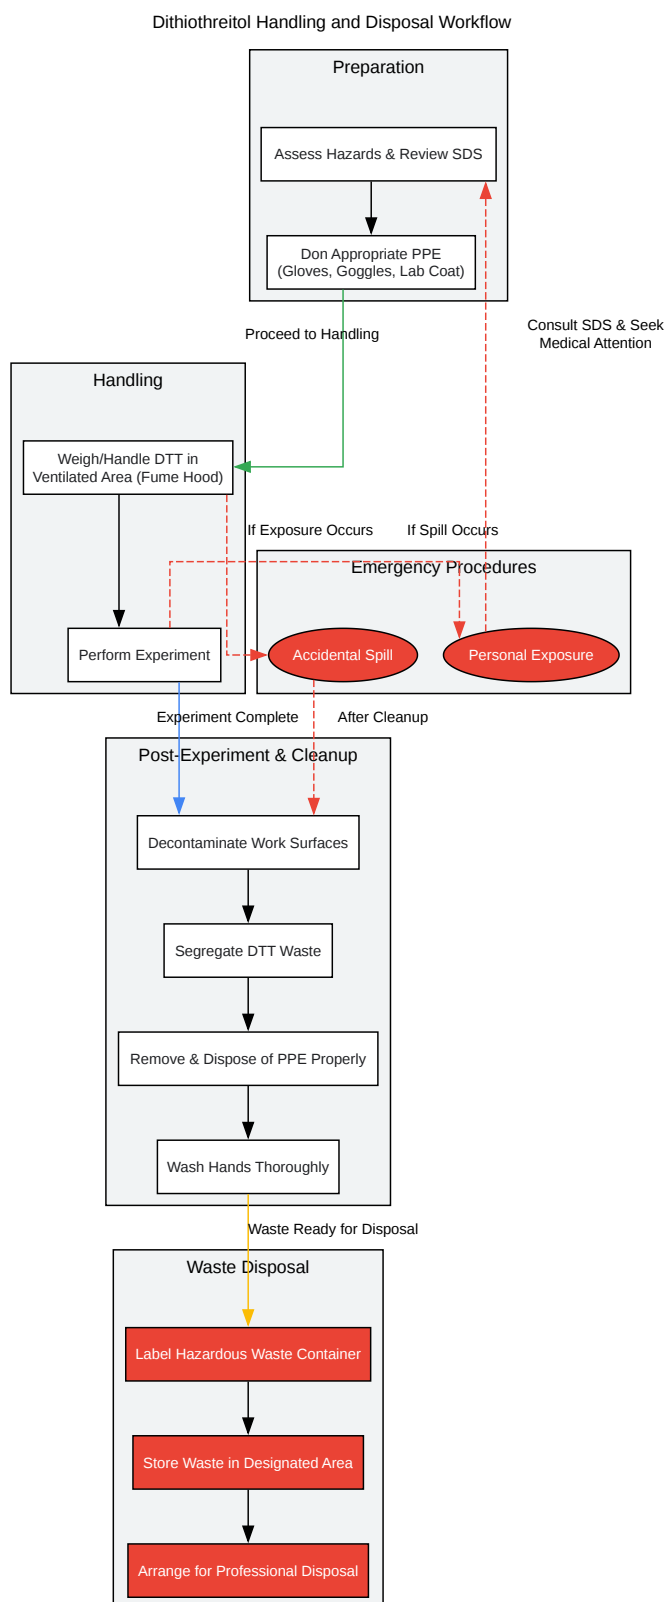 Dithiothreitol Handling and Disposal Workflow
Preparation
Assess Hazards & Review SDS
Don Appropriate PPE
(Gloves, Goggles, Lab Coat)
Proceed to Handling
Consult SDS & Seek
Medical Attention
Handling
Weigh/Handle DTT in
Ventilated Area (Fume Hood)
If Exposure Occurs
If Spill Occurs
Emergency Procedures
Perform Experiment
Accidental Spill
Personal Exposure
Experiment Complete
After Cleanup
Post-Experiment & Cleanup
Decontaminate Work Surfaces
Segregate DTT Waste
Remove & Dispose of PPE Properly
Wash Hands Thoroughly
Waste Ready for Disposal
Waste Disposal
Label Hazardous Waste Container
Store Waste in Designated Area
Arrange for Professional Disposal